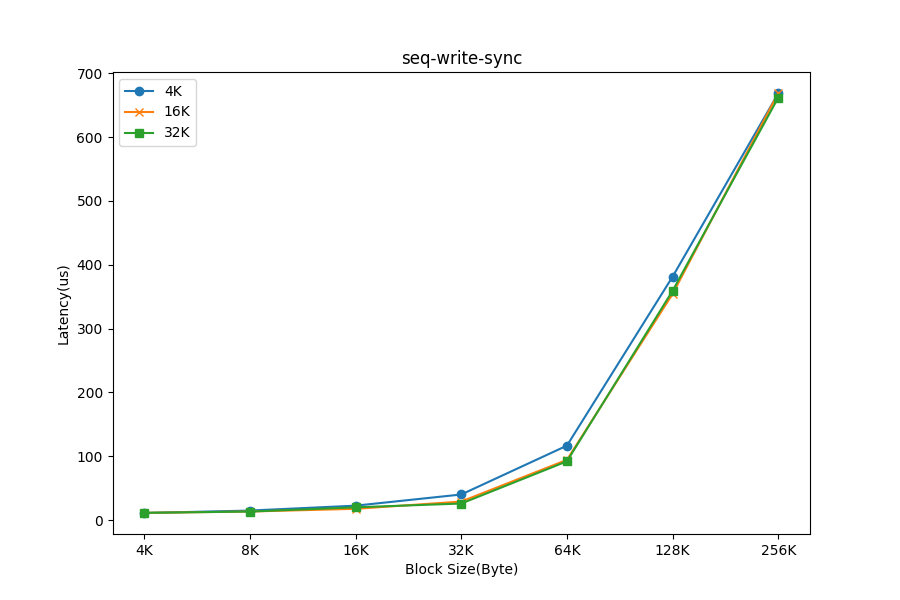 seq-write-sync
700
600
500
400
300
200
100
0
Latency(us)
4K
16K
32K
4K 8K 16K 32K 64K 128K 256K
Block Size(Byte)